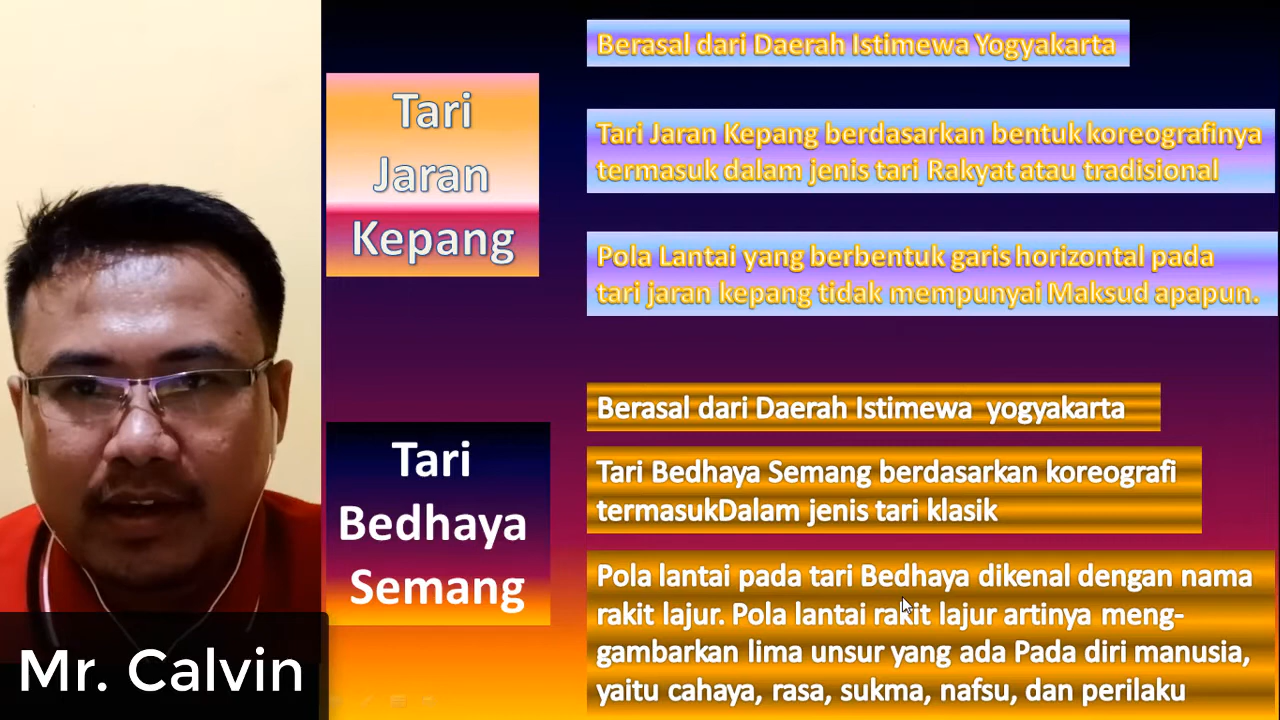 Berasal dari Daerah Istimewa Yogyakarta
Tari
Jaran
Kepang
Tari Jaran Kepang berdasarkan bentuk koreografinya
termasuk dalam jenis tari Rakyat atau tradisional
Pola Lantai yang berbentuk garis horizontal pada
tari jaran kepang tidak mempunyai Maksud apapun.
Berasal dari Daerah Istimewa yogyakarta
Tari
Bedhaya
Semang
Tari Bedhaya Semang berdasarkan koreografi
termasukDalam jenis tari klasik
Pola lantai pada tari Bedhaya dikenal dengan nama
rakit lajur. Pola lantai rakit lajur artinya meng-
gambarkan lima unsur yang ada Pada diri manusia,
yaitu cahaya, rasa, sukma, nafsu, dan perilaku
Mr. Calvin